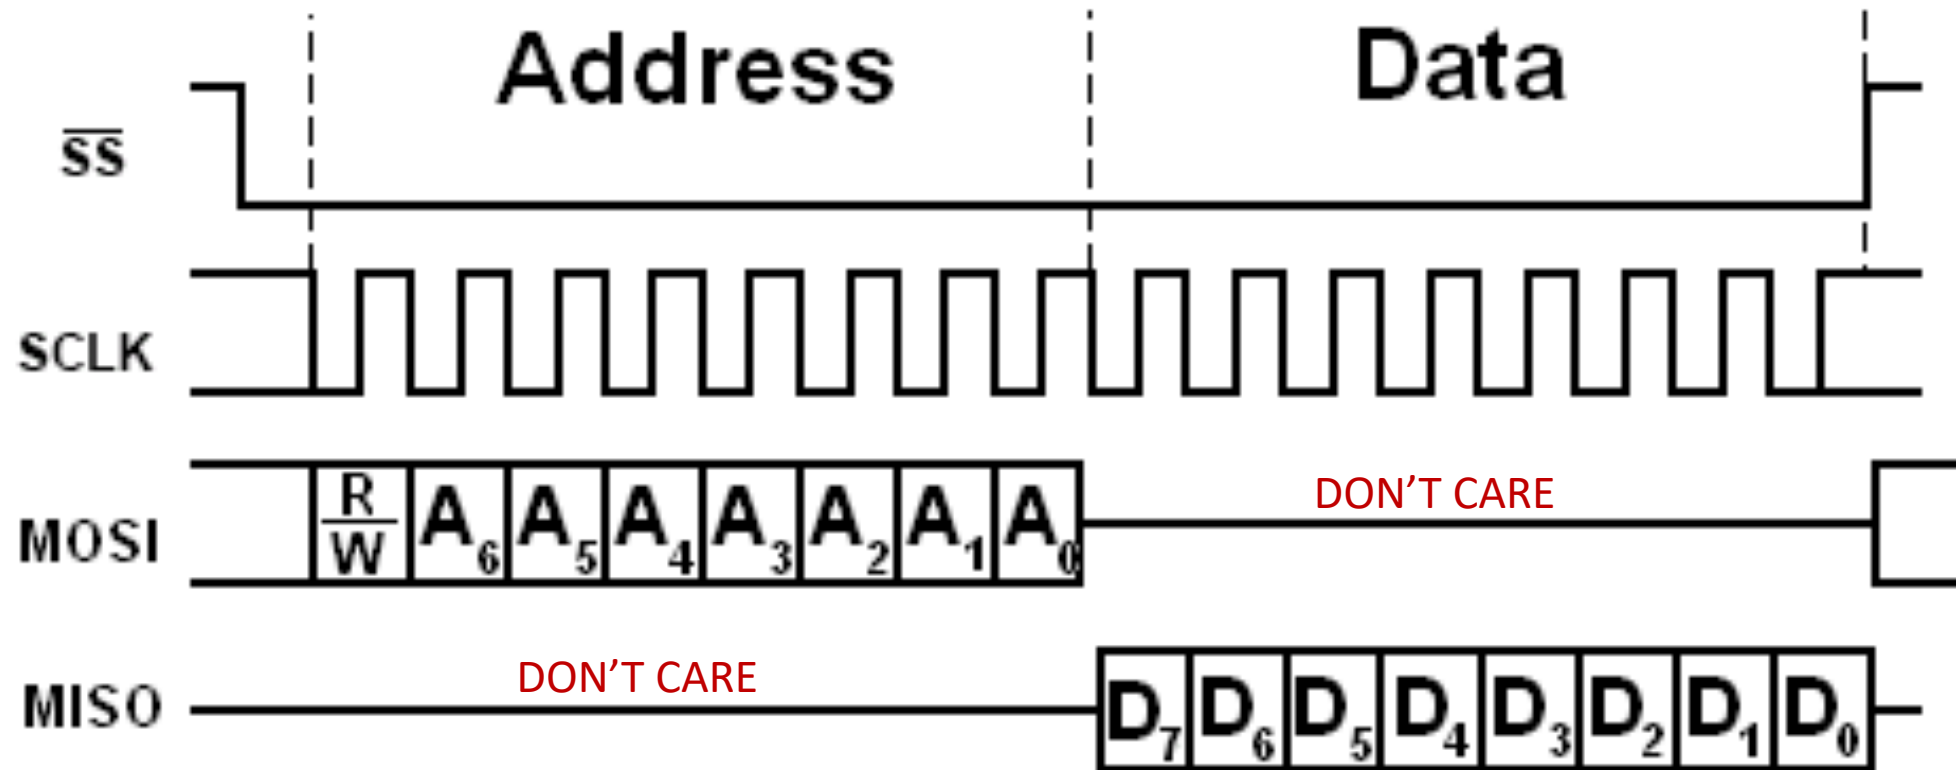 Address Data
S̅S̅
SCLK
MOSI R/W A₆ A₅ A₄ A₃ A₂ A₁ A₀ DON’T CARE
MISO DON’T CARE D₇ D₆ D₅ D₄ D₃ D₂ D₁ D₀